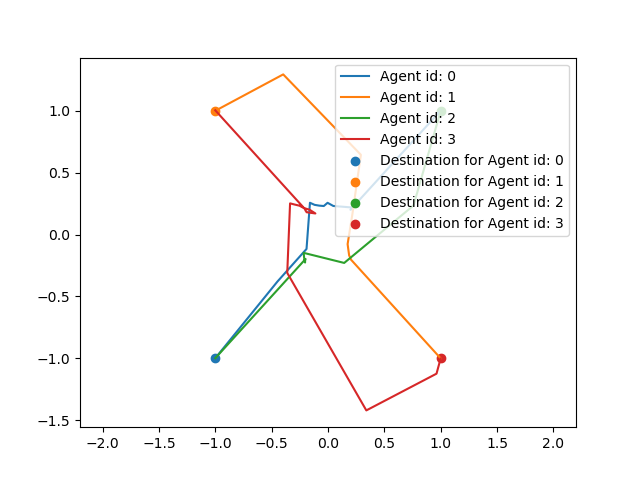 Agent id: 0
Agent id: 1
Agent id: 2
Agent id: 3
Destination for Agent id: 0
Destination for Agent id: 1
Destination for Agent id: 2
Destination for Agent id: 3
1.0
0.5
0.0
−0.5
−1.0
−1.5
−2.0 −1.5 −1.0 −0.5 0.0 0.5 1.0 1.5 2.0